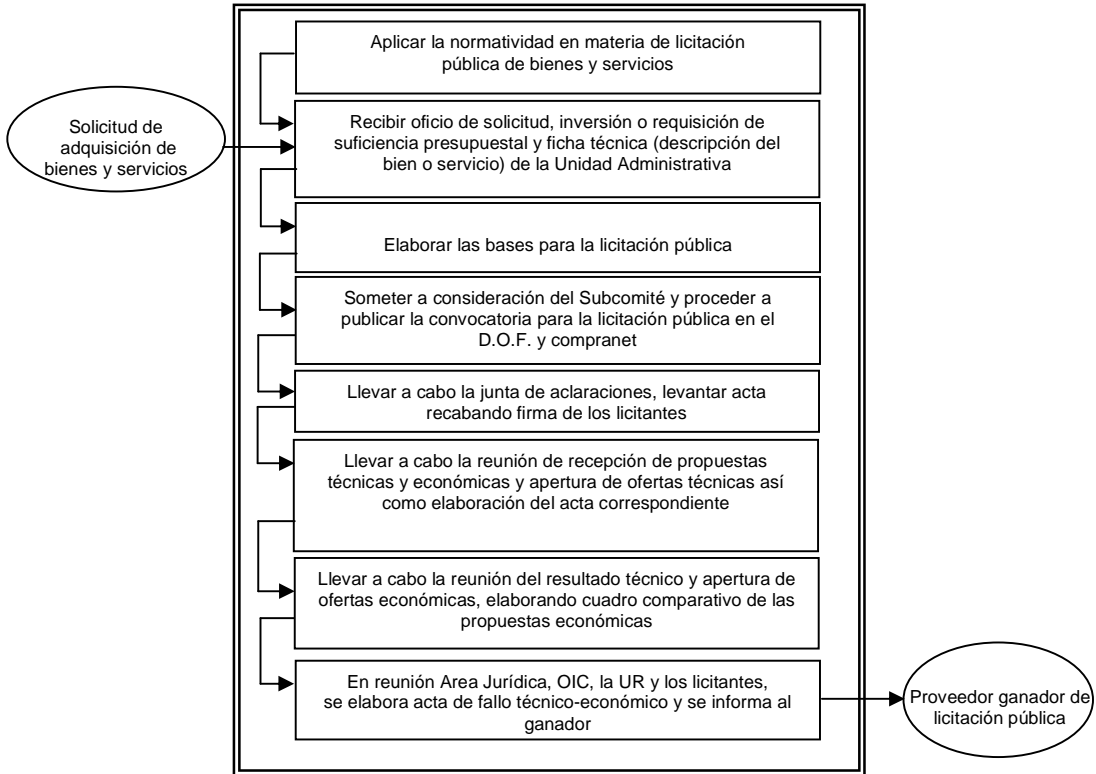 Aplicar la normatividad en materia de licitación
pública de bienes y servicios
Solicitud de
adquisición de
bienes y servicios
Recibir oficio de solicitud, inversión o requisición de
suficiencia presupuestal y ficha técnica (descripción del
bien o servicio) de la Unidad Administrativa
Elaborar las bases para la licitación pública
Someter a consideración del Subcomité y proceder a
publicar la convocatoria para la licitación pública en el
D.O.F. y compranet
Llevar a cabo la junta de aclaraciones, levantar acta
recabando firma de los licitantes
Llevar a cabo la reunión de recepción de propuestas
técnicas y económicas y apertura de ofertas técnicas así
como elaboración del acta correspondiente
Llevar a cabo la reunión del resultado técnico y apertura de
ofertas económicas, elaborando cuadro comparativo de las
propuestas económicas
En reunión Area Jurídica, OIC, la UR y los licitantes,
se elabora acta de fallo técnico-económico y se informa al
ganador
Proveedor ganador de
licitación pública